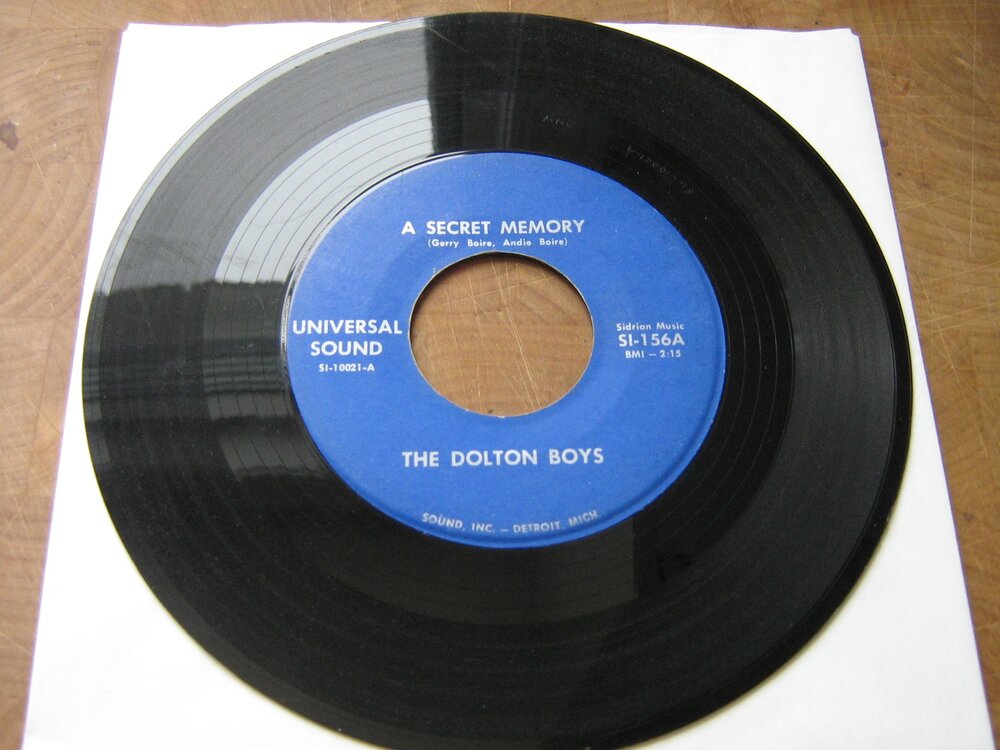 A SECRET MEMORY
(Gerry Boire, Andie Boire)
UNIVERSAL
SOUND
SI-10021-A
Sidrian Music
SI-156A
BMI — 2:15
THE DOLTON BOYS
SOUND, INC. — DETROIT, MICH.